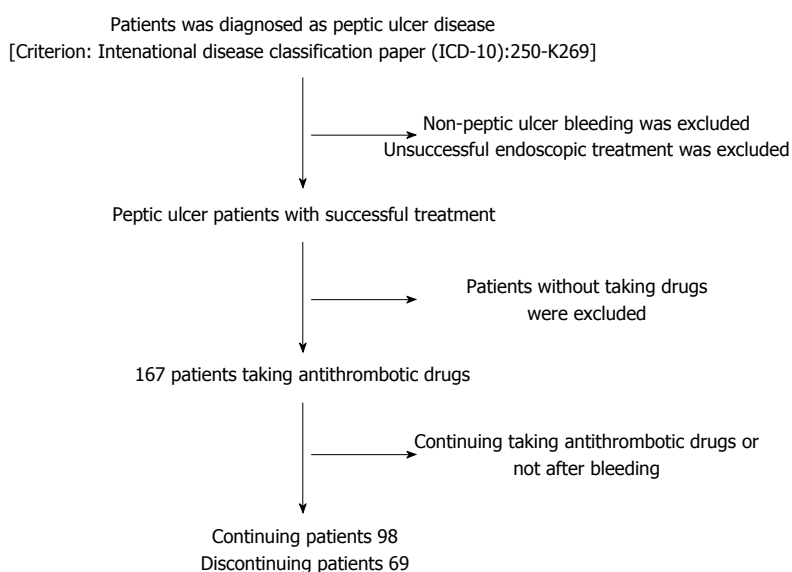 Patients was diagnosed as peptic ulcer disease
[Criterion: Intenational disease classification paper (ICD-10):250-K269]
Non-peptic ulcer bleeding was excluded
Unsuccessful endoscopic treatment was excluded
Peptic ulcer patients with successful treatment
Patients without taking drugs
were excluded
167 patients taking antithrombotic drugs
Continuing taking antithrombotic drugs or
not after bleeding
Continuing patients 98
Discontinuing patients 69